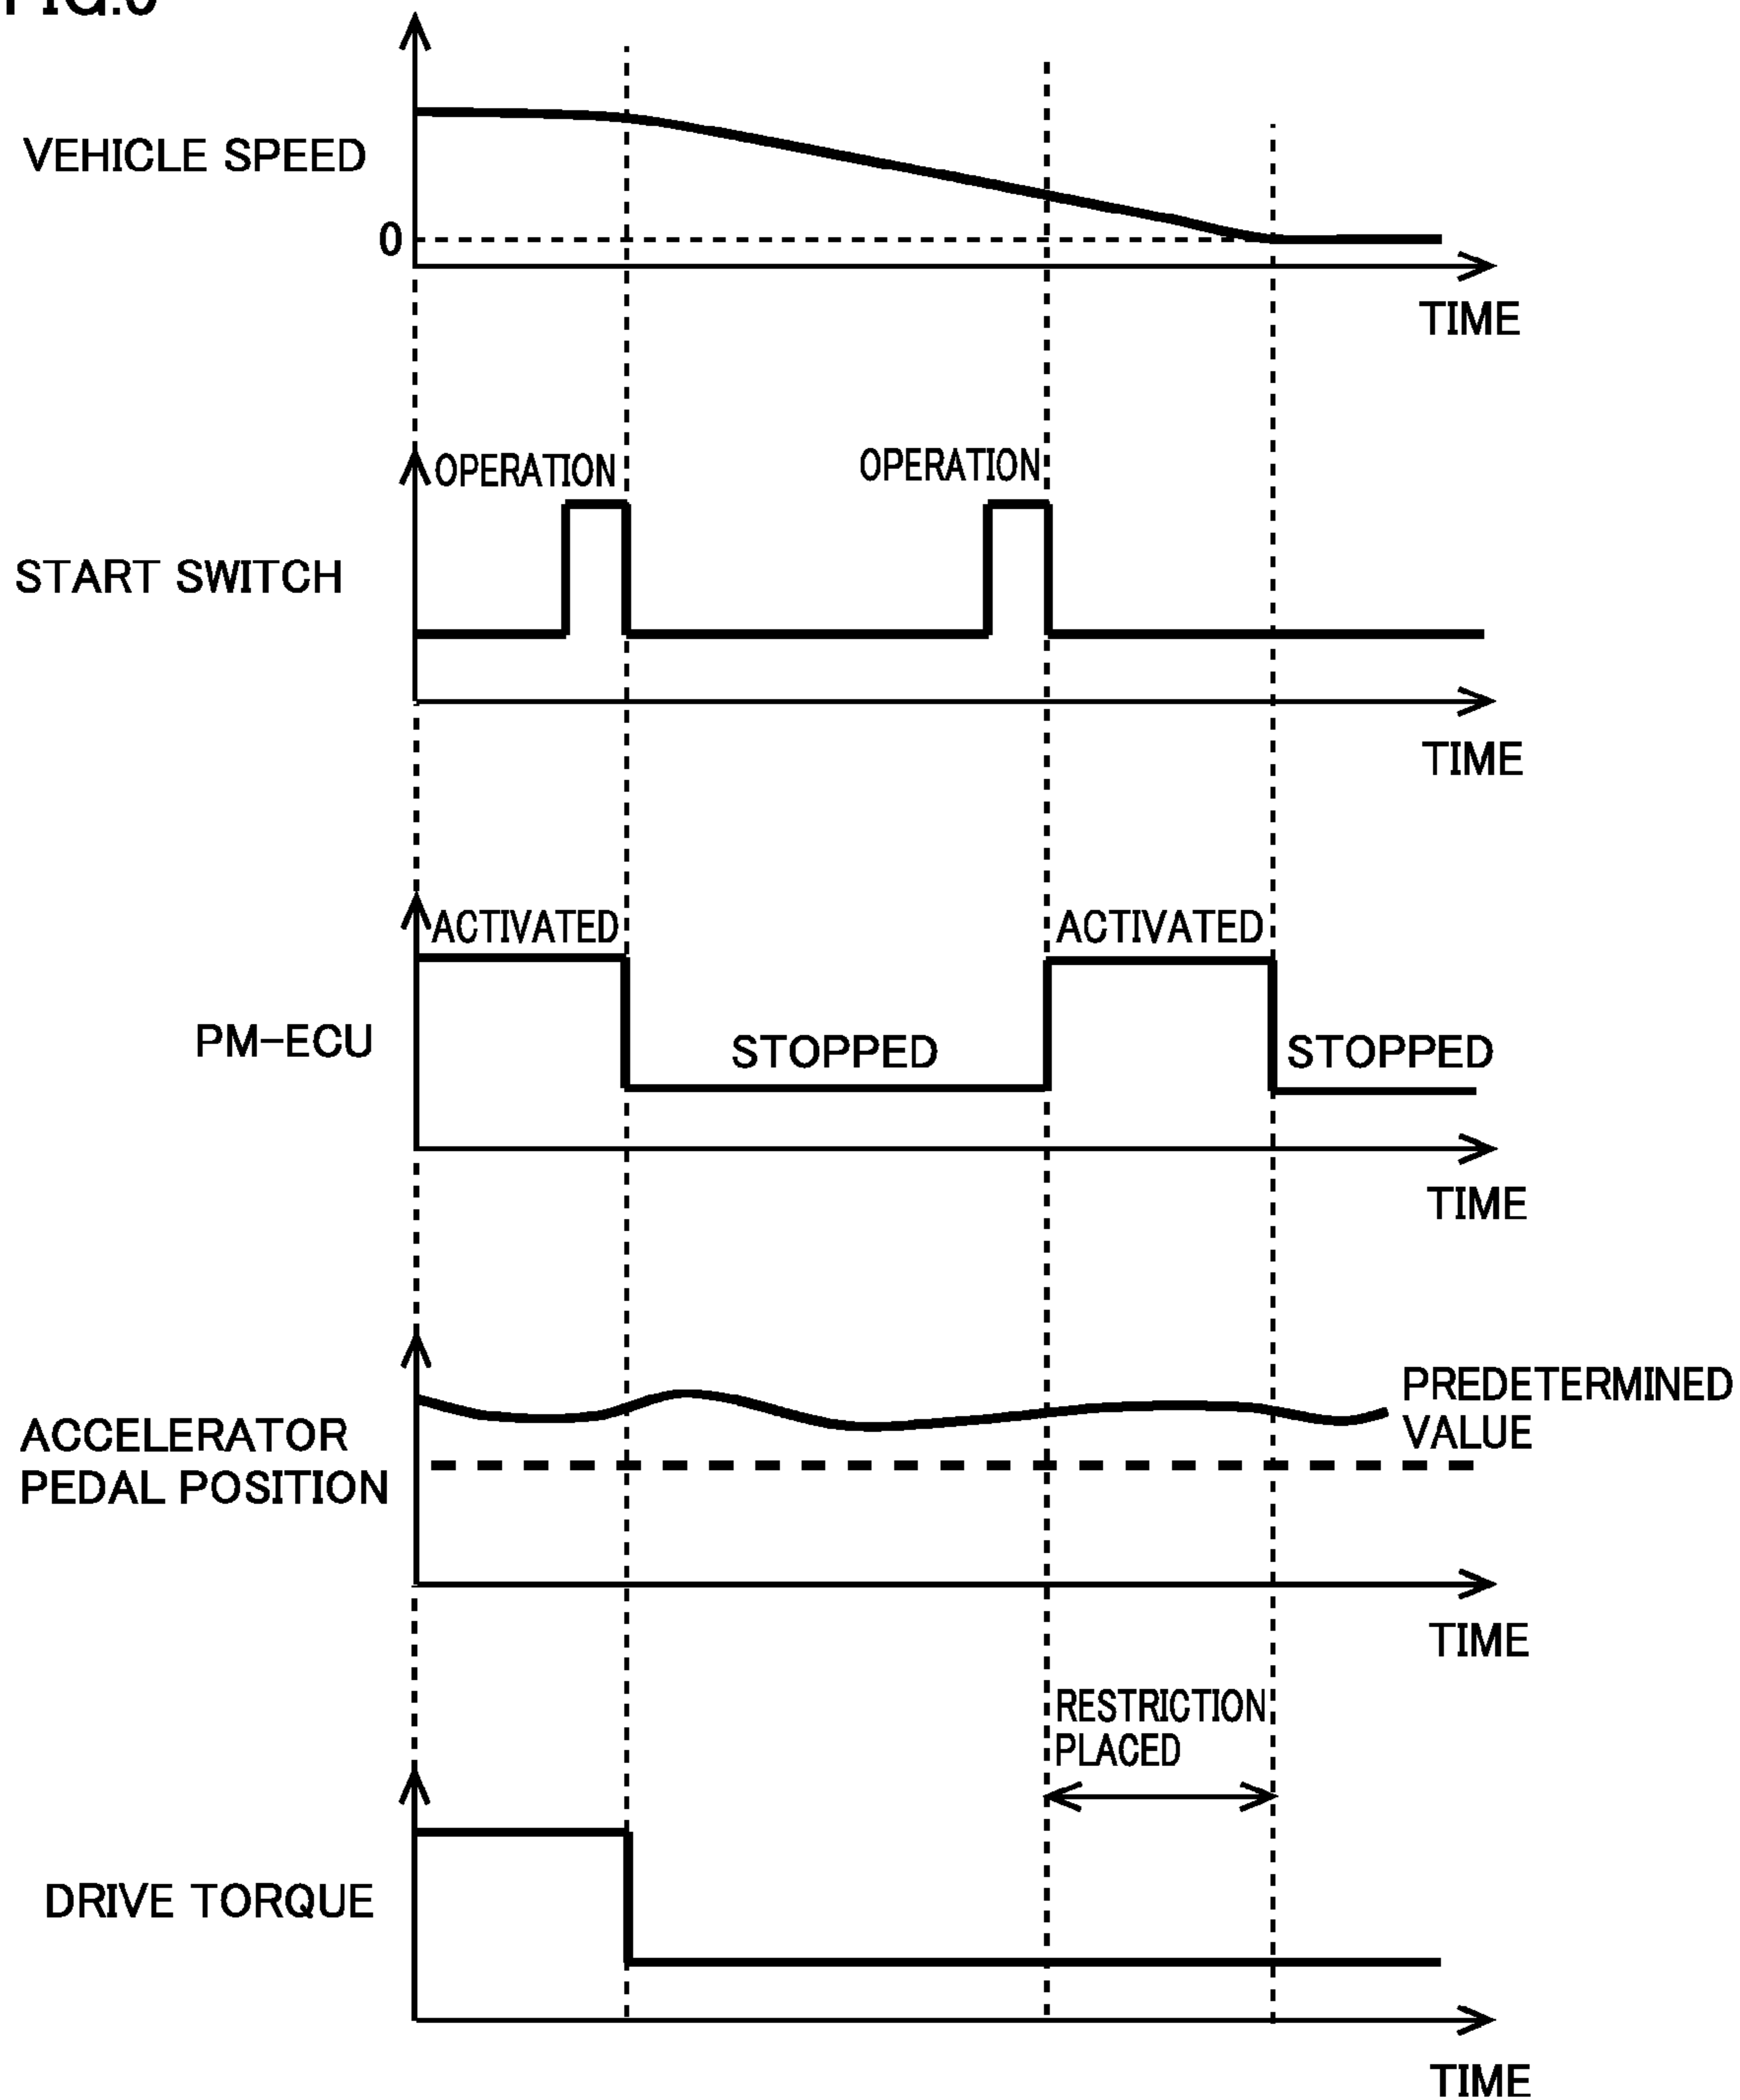 VEHICLE SPEED
0
TIME
OPERATION
OPERATION
START SWITCH
TIME
ACTIVATED
ACTIVATED
PM-ECU
STOPPED
STOPPED
TIME
ACCELERATOR
PEDAL POSITION
PREDETERMINED
VALUE
TIME
RESTRICTION
PLACED
DRIVE TORQUE
TIME